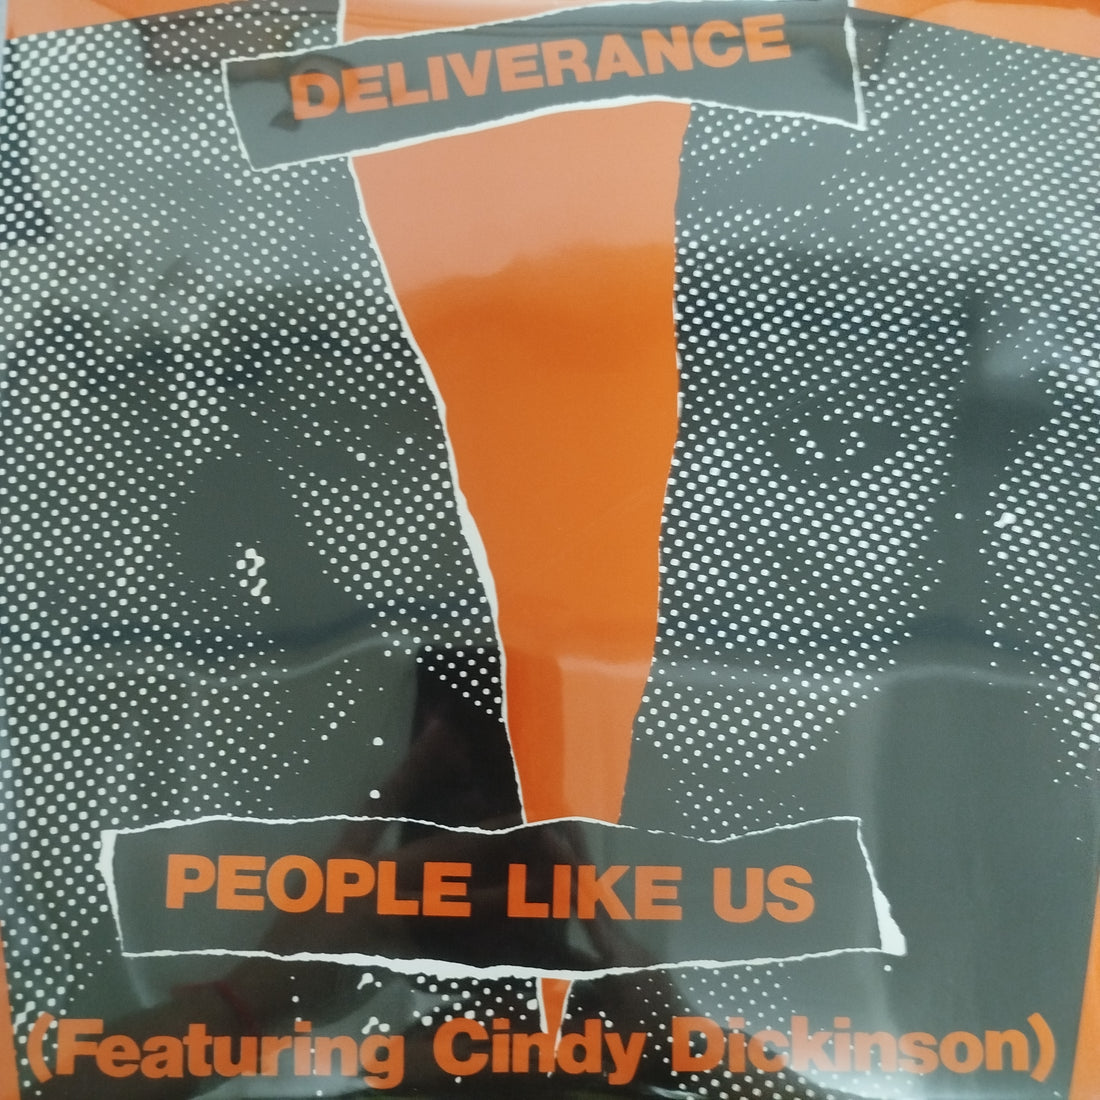 DELIVERANCE
PEOPLE LIKE US
(Featuring Cindy Dickinson)